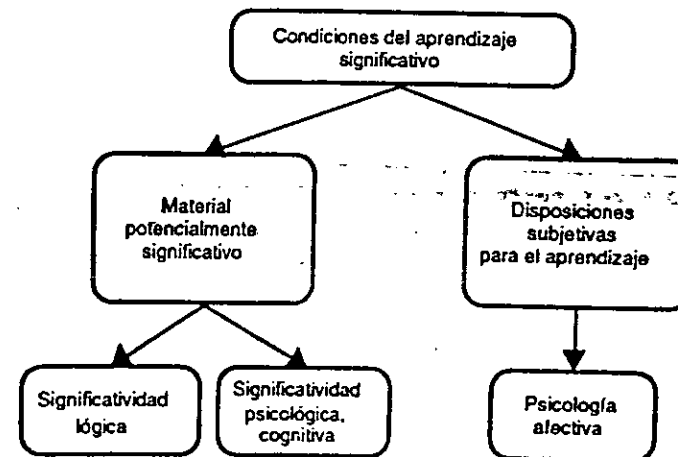 Condiciones del aprendizaje
significativo
Material
potencialmente
significativo
Disposiciones
subjetivas
para el aprendizaje
Significatividad
lógica
Significatividad
psicológica,
cognitiva
Psicología
afectiva